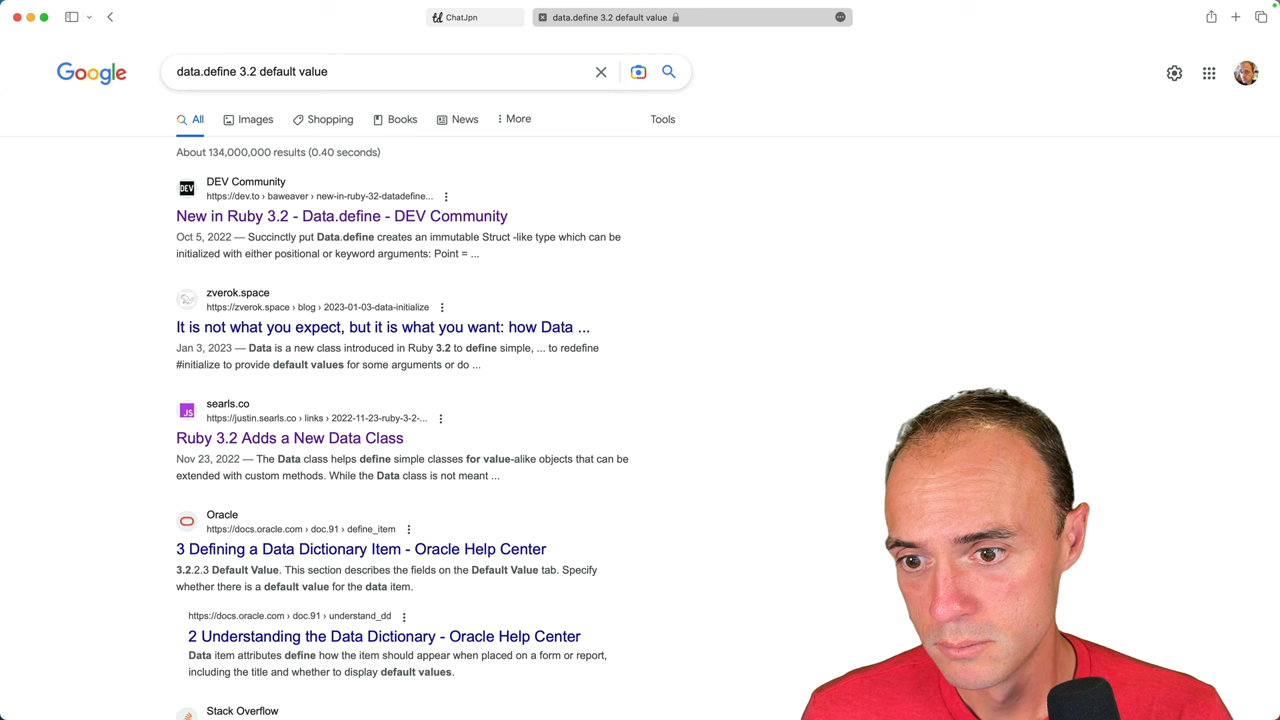 ChatJpn
data.define 3.2 default value
Google
data.define 3.2 default value
All
Images
Shopping
Books
News
More
Tools
About 134,000,000 results (0.40 seconds)
DEV
DEV Community
https://dev.to › baweaver › new-in-ruby-32-datadefine...
New in Ruby 3.2 - Data.define - DEV Community
Oct 5, 2022 — Succinctly put Data.define creates an immutable Struct -like type which can be
initialized with either positional or keyword arguments: Point = ...
zverok.space
https://zverok.space › blog › 2023-01-03-data-initialize
It is not what you expect, but it is what you want: how Data ...
Jan 3, 2023 — Data is a new class introduced in Ruby 3.2 to define simple, ... to redefine
#initialize to provide default values for some arguments or do ...
JS
searls.co
https://justin.searls.co › links › 2022-11-23-ruby-3-2-...
Ruby 3.2 Adds a New Data Class
Nov 23, 2022 — The Data class helps define simple classes for value-alike objects that can be
extended with custom methods. While the Data class is not meant ...
Oracle
https://docs.oracle.com › doc.91 › define_item
3 Defining a Data Dictionary Item - Oracle Help Center
3.2.2.3 Default Value. This section describes the fields on the Default Value tab. Specify
whether there is a default value for the data item.
https://docs.oracle.com › doc.91 › understand_dd
2 Understanding the Data Dictionary - Oracle Help Center
Data item attributes define how the item should appear when placed on a form or report,
including the title and whether to display default values.
Stack Overflow